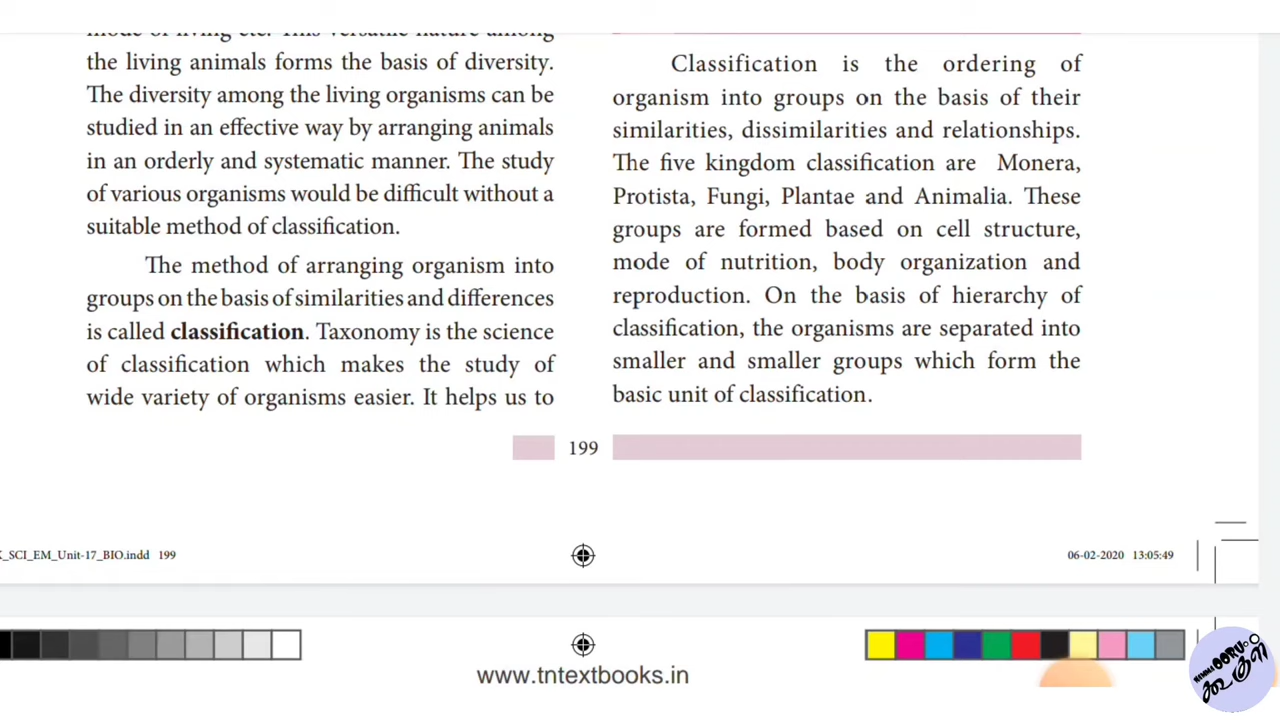 mode of living etc. This versatile nature among
the living animals forms the basis of diversity.
The diversity among the living organisms can be
studied in an effective way by arranging animals
in an orderly and systematic manner. The study
of various organisms would be difficult without a
suitable method of classification.
The method of arranging organism into
groups on the basis of similarities and differences
is called classification. Taxonomy is the science
of classification which makes the study of
wide variety of organisms easier. It helps us to
Classification is the ordering of
organism into groups on the basis of their
similarities, dissimilarities and relationships.
The five kingdom classification are Monera,
Protista, Fungi, Plantae and Animalia. These
groups are formed based on cell structure,
mode of nutrition, body organization and
reproduction. On the basis of hierarchy of
classification, the organisms are separated into
smaller and smaller groups which form the
basic unit of classification.
199
_SCI_EM_Unit-17_BIO.indd 199
06-02-2020 13:05:49
www.tntextbooks.in